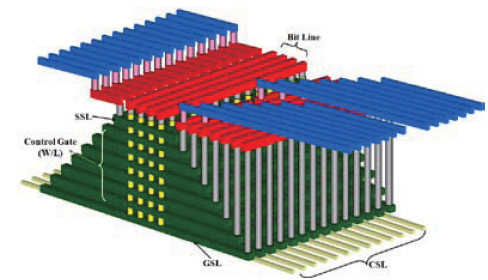 Bit Line
SSL
Control Gate
(W/L)
GSL
CSL